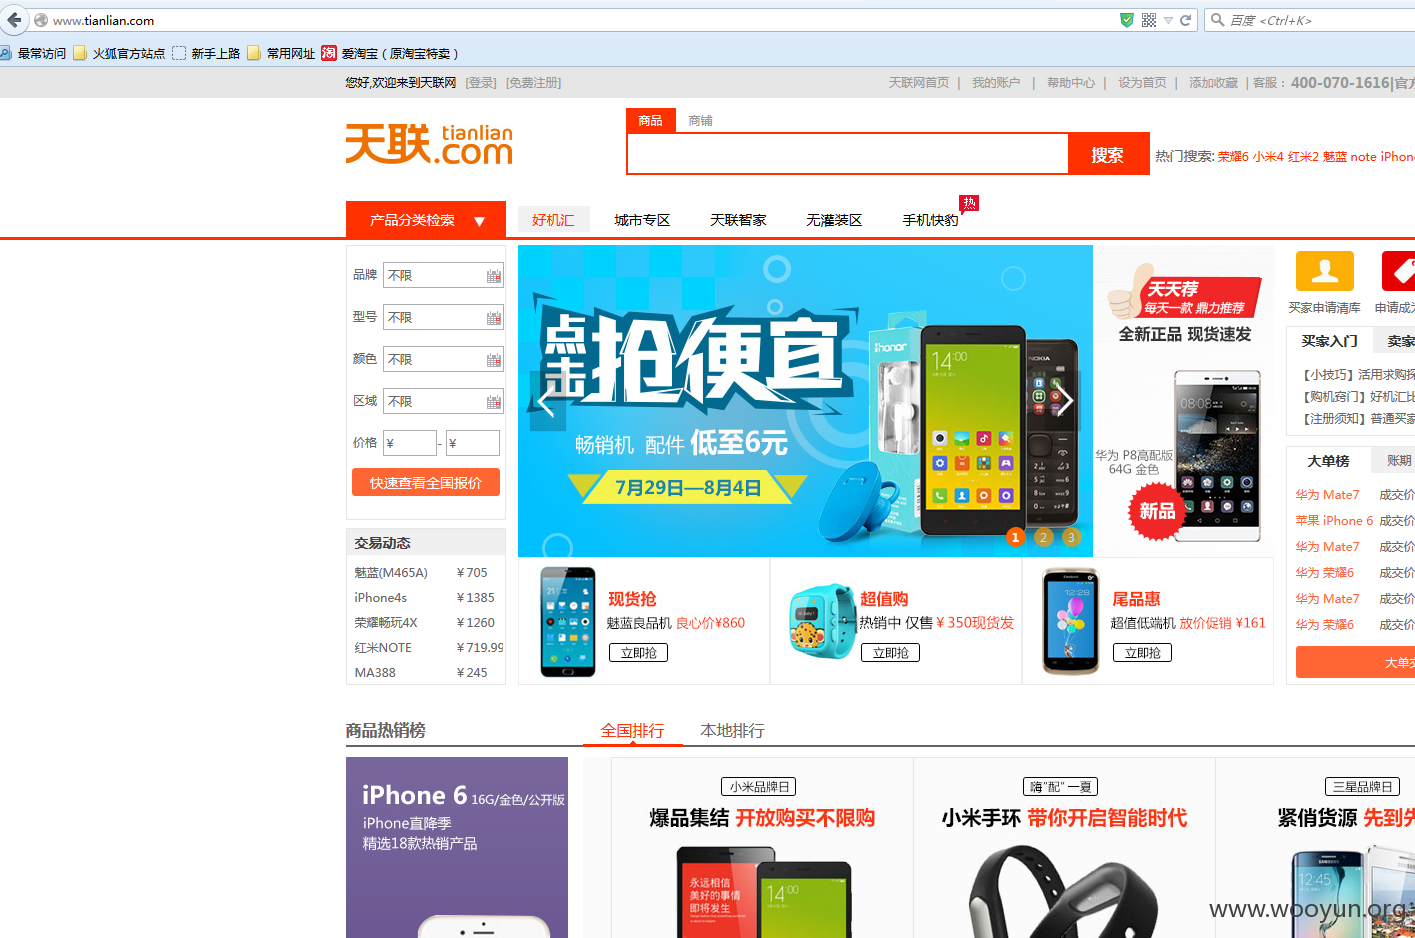 www.tianlian.com
百度 <Ctrl+K>
最常访问 火狐官方站点 新手上路 常用网址 淘 爱淘宝（原淘宝特卖）
您好,欢迎来到天联网 [登录] [免费注册]
天联网首页 | 我的账户 | 帮助中心 | 设为首页 | 添加收藏 | 客服：400-070-1616|官方
天联 tianlian.com
商品 商铺
搜索
热门搜索: 荣耀6 小米4 红米2 魅蓝 note iPhon
产品分类检索 ▼
好机汇 城市专区 天联智家 无灌装区 手机快豹 热
品牌 不限
型号 不限
颜色 不限
区域 不限
价格 ¥ - ¥
快速查看全国报价
交易动态
魅蓝(M465A) ¥ 705
iPhone4s ¥ 1385
荣耀畅玩4X ¥ 1260
红米NOTE ¥ 719.99
MA388 ¥ 245
点击抢便宜
畅销机 配件 低至6元
7月29日—8月4日
honor
14:00
NOKIA
1 2 3
天天荐
每天一款 鼎力推荐
全新正品 现货速发
08:08
华为 P8高配版
64G 金色
新品
现货抢
魅蓝良品机 良心价¥860
立即抢
超值购
热销中 仅售 ¥ 350现货发
立即抢
12:28
尾品惠
超值低端机 放价促销 ¥161
立即抢
买家申请清库 申请成为
买家入门 卖家
【小技巧】活用求购探
【购机窍门】好机汇比
【注册须知】普通买家
大单榜 账期
华为 Mate7 成交价
苹果 iPhone 6 成交价
华为 Mate7 成交价
华为 荣耀6 成交价
华为 Mate7 成交价
华为 荣耀6 成交价
大单交
商品热销榜
全国排行 本地排行
iPhone 6 16G/金色/公开版
iPhone直降季
精选18款热销产品
小米品牌日
爆品集结 开放购买不限购
永远相信
美好的事情
即将发生
14:00
嗨“配”一夏
小米手环 带你开启智能时代
三星品牌日
紧俏货源 先到先
12:45
www.wooyun.org